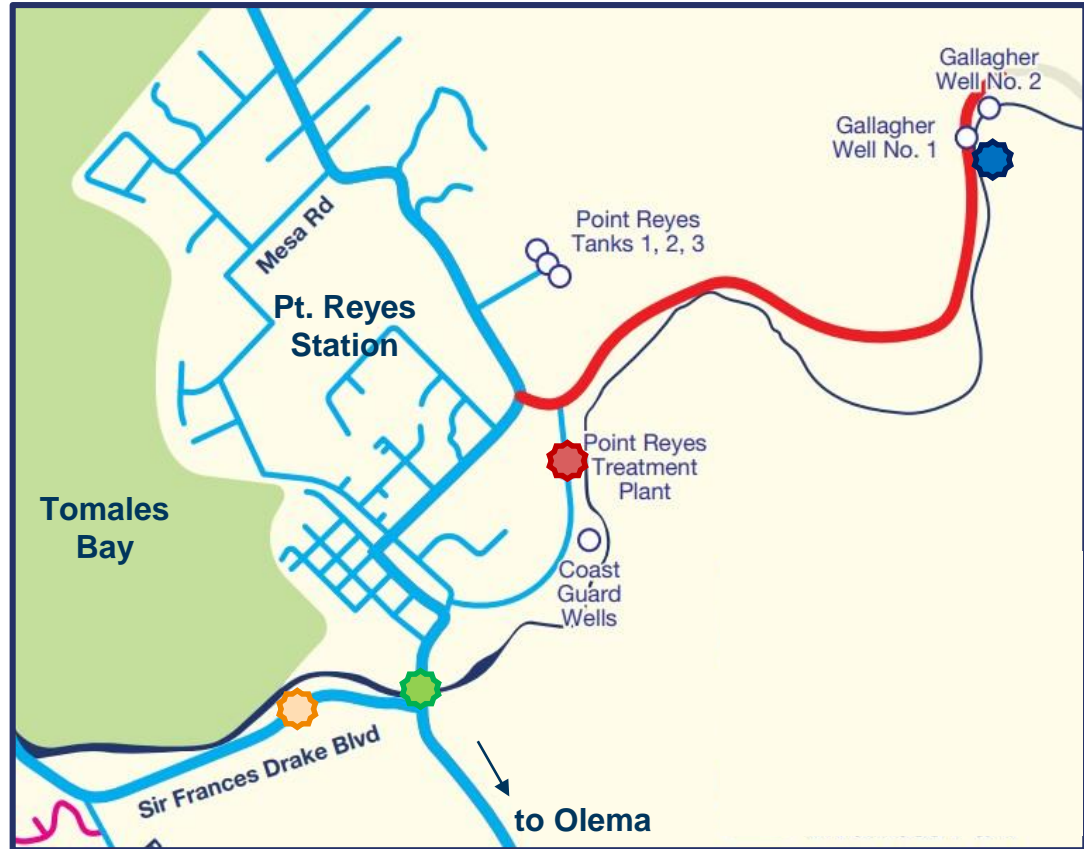 Gallagher
Well No. 2
Gallagher
Well No. 1
Mesa Rd
Point Reyes
Tanks 1, 2, 3
Pt. Reyes
Station
Point Reyes
Treatment
Plant
Tomales
Bay
Coast
Guard
Wells
Sir Frances Drake Blvd
to Olema